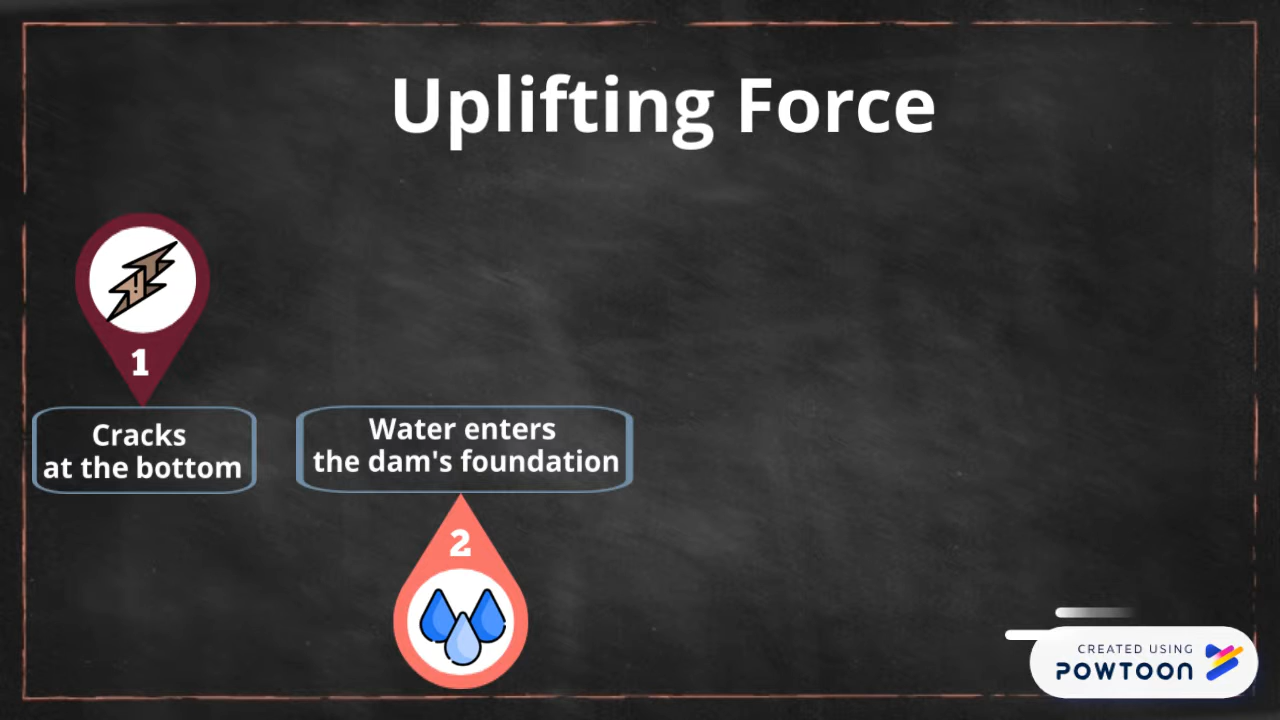 Uplifting Force
1
Cracks
at the bottom
Water enters
the dam's foundation
2
CREATED USING
POWTOON